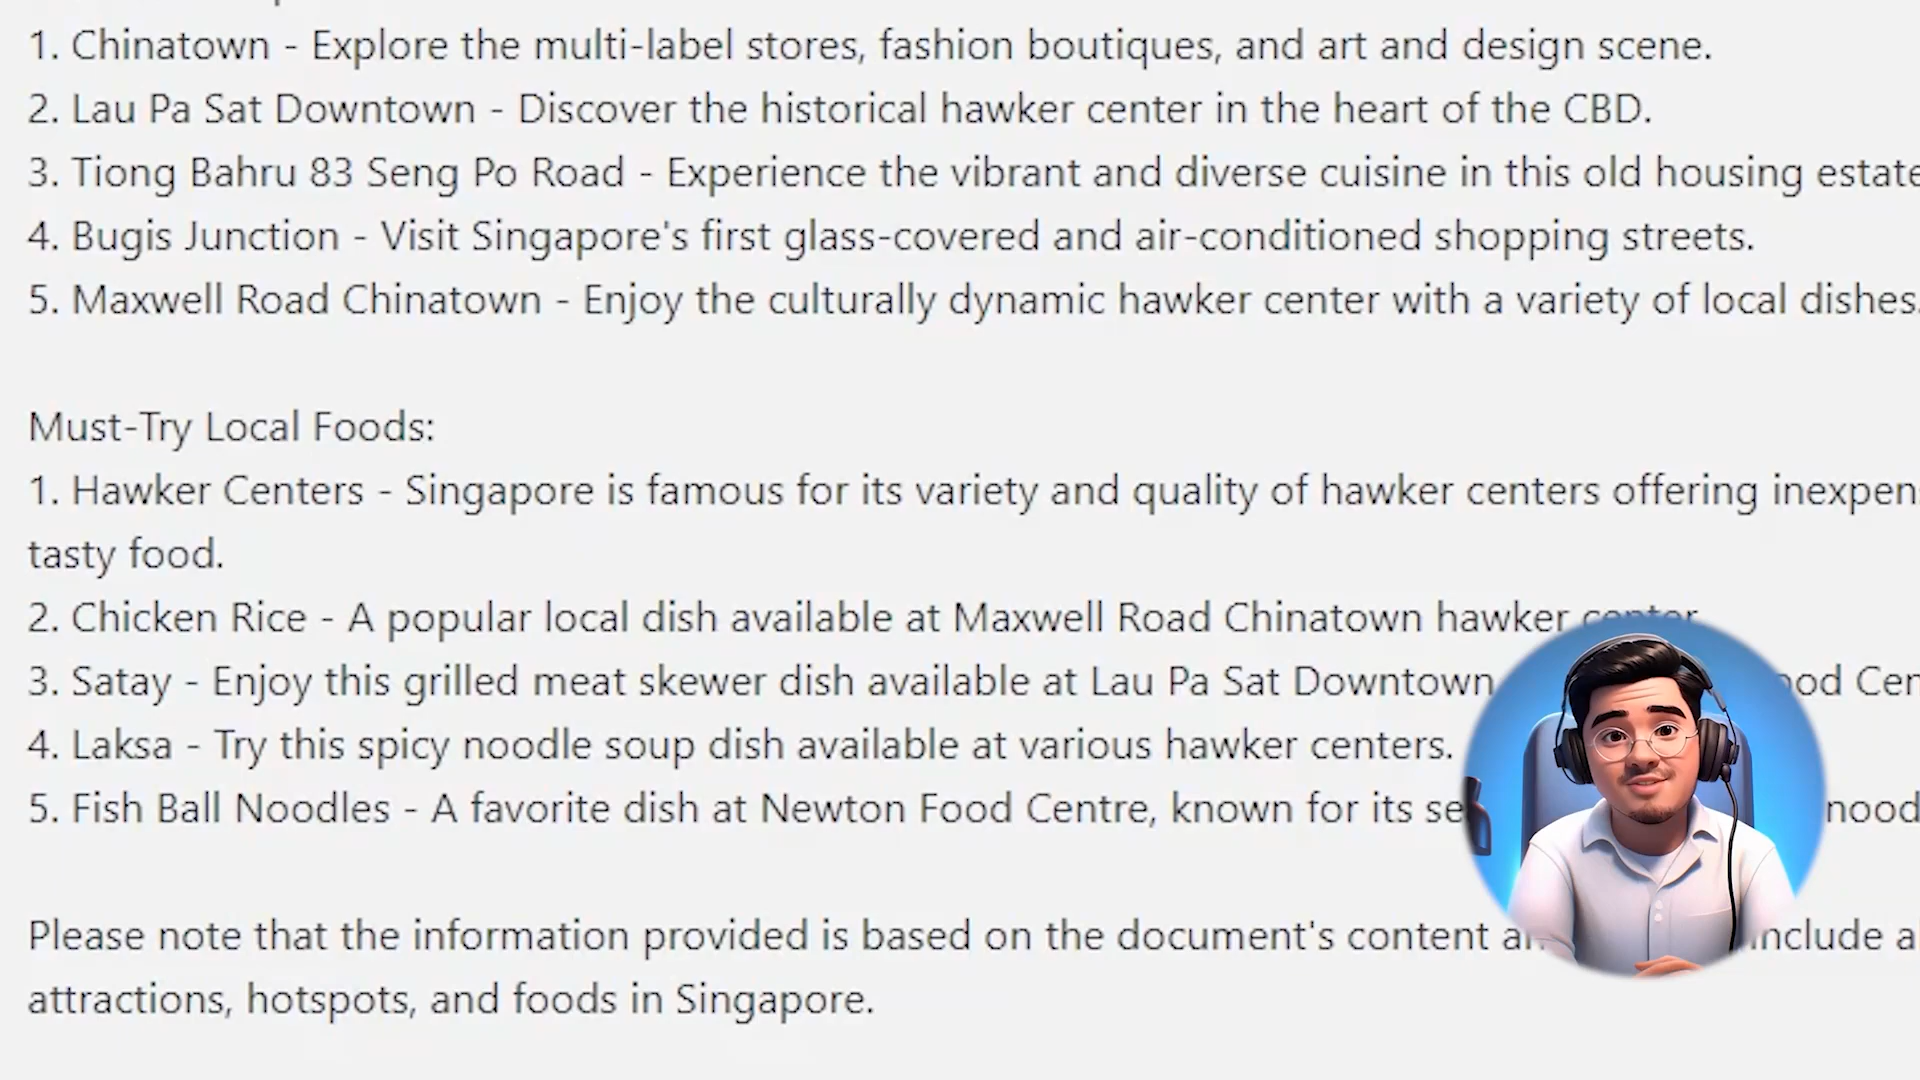 1. Chinatown - Explore the multi-label stores, fashion boutiques, and art and design scene.
2. Lau Pa Sat Downtown - Discover the historical hawker center in the heart of the CBD.
3. Tiong Bahru 83 Seng Po Road - Experience the vibrant and diverse cuisine in this old housing estate
4. Bugis Junction - Visit Singapore's first glass-covered and air-conditioned shopping streets.
5. Maxwell Road Chinatown - Enjoy the culturally dynamic hawker center with a variety of local dishes.
Must-Try Local Foods:
1. Hawker Centers - Singapore is famous for its variety and quality of hawker centers offering
tasty food.
2. Chicken Rice - A popular local dish available at Maxwell Road Chinatown hawker center
3. Satay - Enjoy this grilled meat skewer dish available at Lau Pa Sat Downtown
4. Laksa - Try this spicy noodle soup dish available at various hawker centers.
5. Fish Ball Noodles - A favorite dish at Newton Food Centre, known for its
Please note that the information provided is based on the document's content
attractions, hotspots, and foods in Singapore.